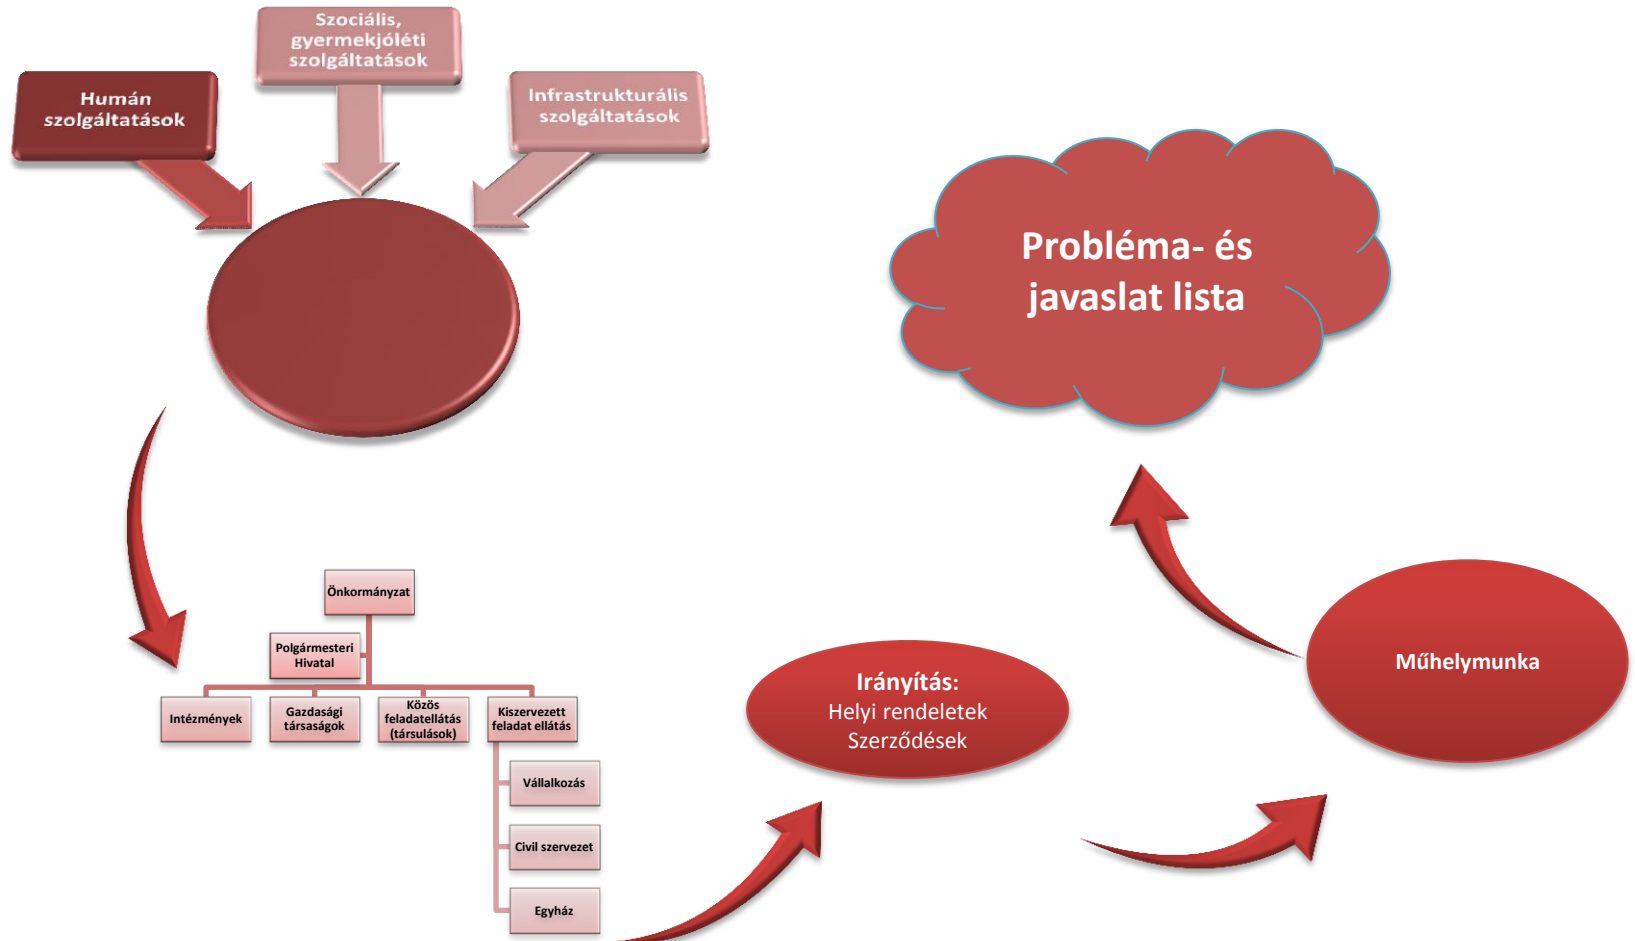 Szociális,
gyermekjóléti
szolgáltatások
Humán
szolgáltatások
Infrastrukturális
szolgáltatások
Probléma- és
javaslat lista
Önkormányzat
Polgármesteri
Hivatal
Intézmények
Gazdasági
társaságok
Közös
feladatellátás
(társulások)
Kiszervezett
feladat ellátás
Vállalkozás
Civil szervezet
Egyház
Irányítás:
Helyi rendeletek
Szerződések
Műhelymunka